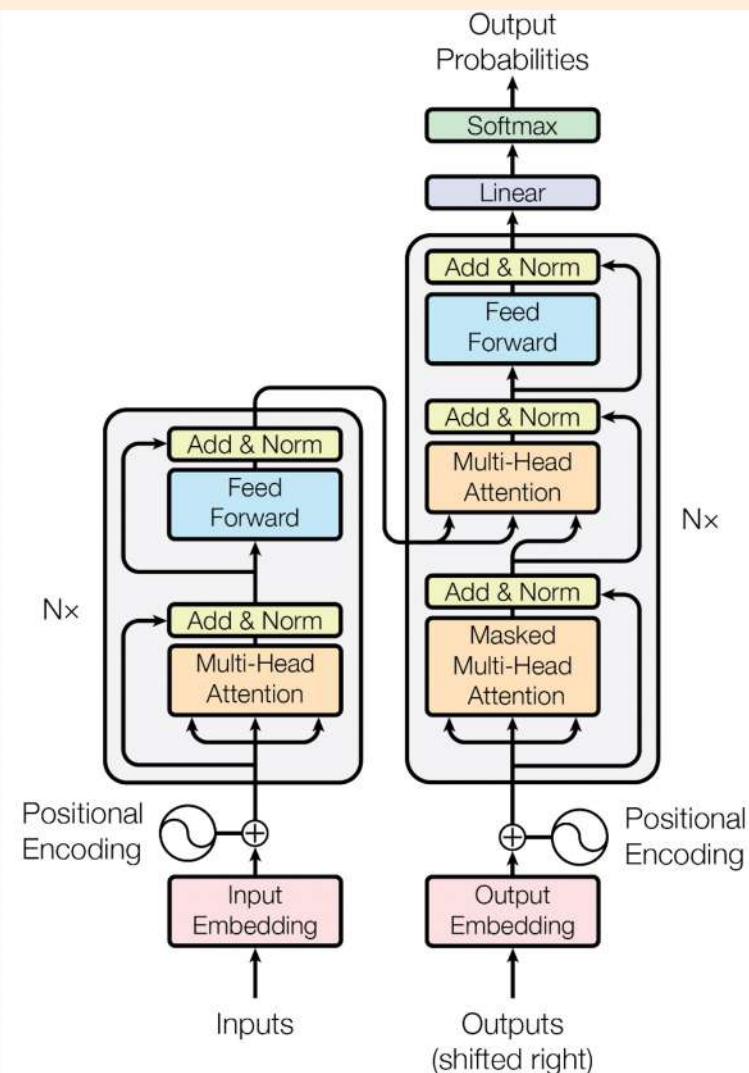 Output
Probabilities
Softmax
Linear
Add & Norm
Feed
Forward
Add & Norm
Multi-Head
Attention
Nx
Add & Norm
Masked
Multi-Head
Attention
Add & Norm
Feed
Forward
Nx
Add & Norm
Multi-Head
Attention
Positional
Encoding
Positional
Encoding
Input
Embedding
Output
Embedding
Inputs
Outputs
(shifted right)